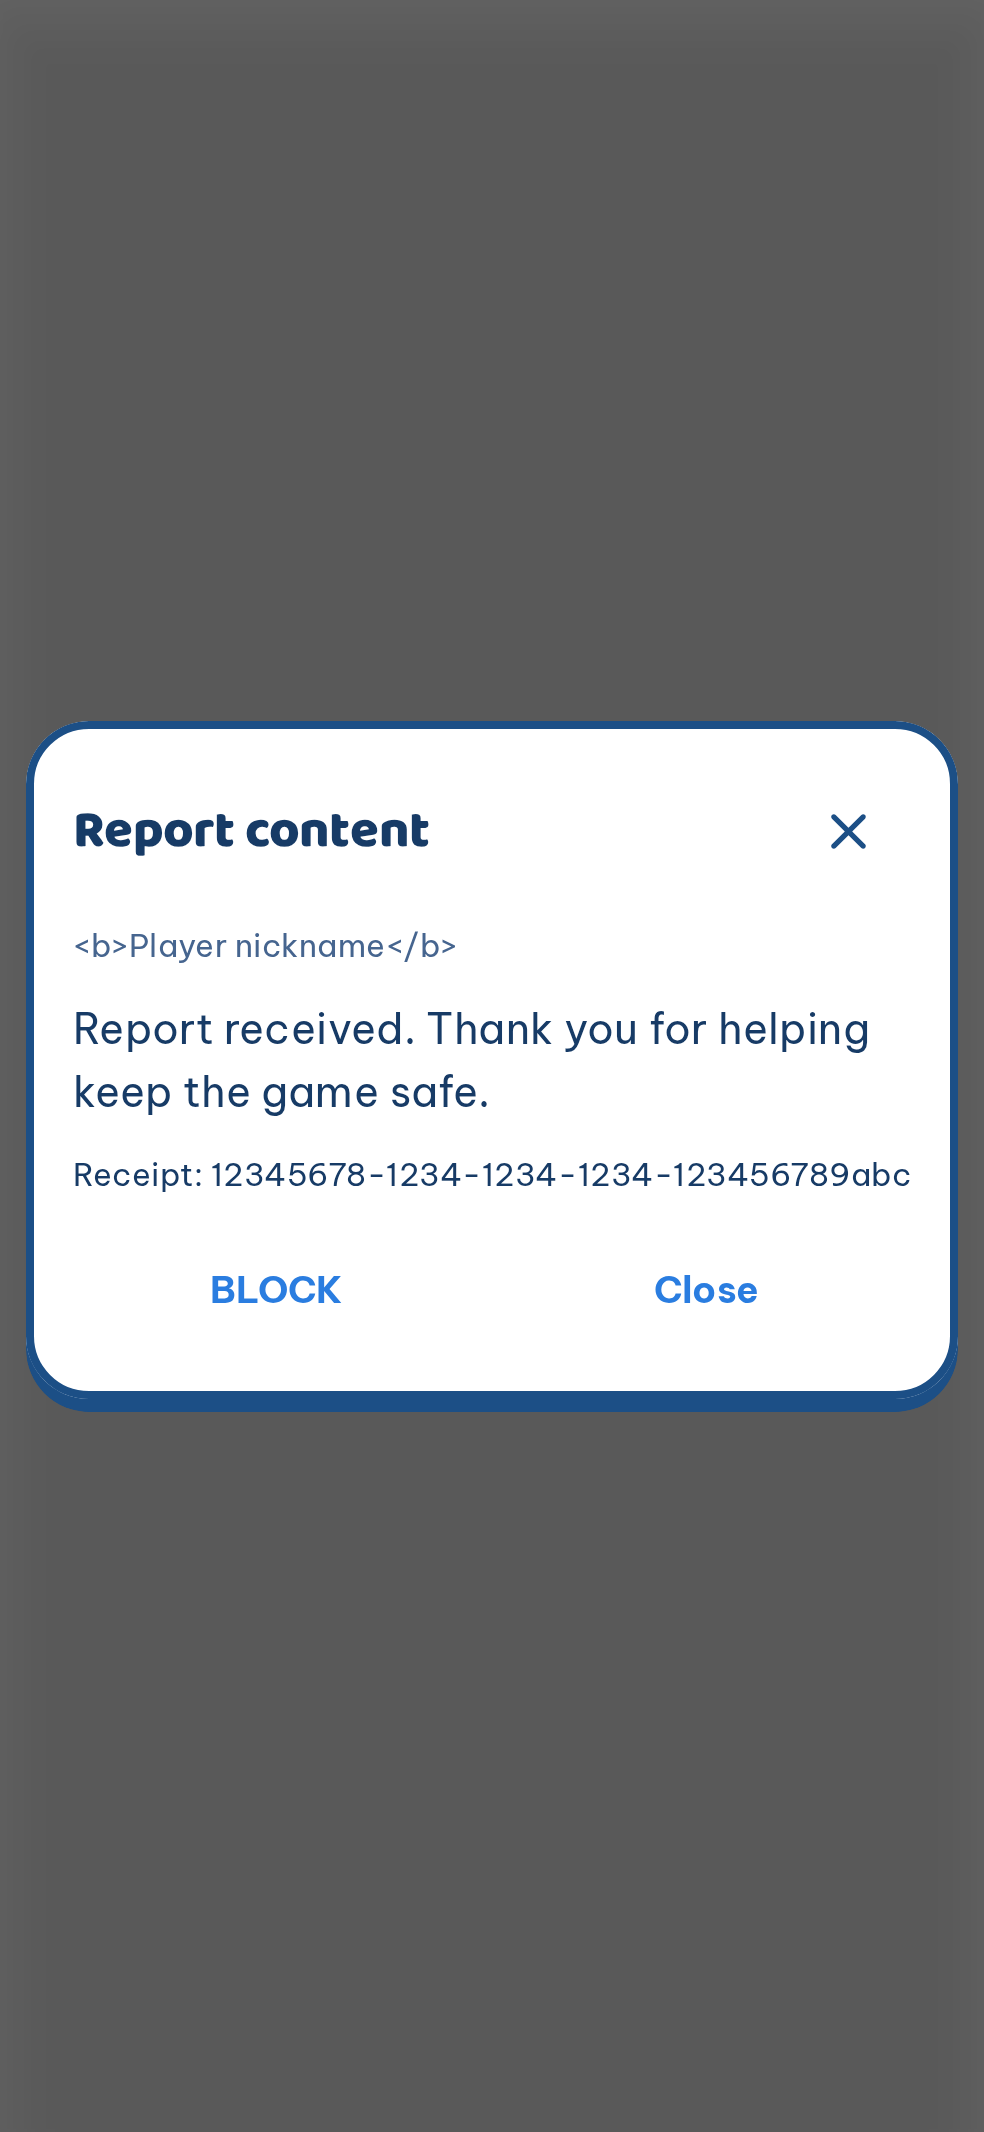 Report content
<b>Player nickname</b>
Report received. Thank you for helping
keep the game safe.
Receipt: 12345678-1234-1234-1234-123456789abc
BLOCK Close